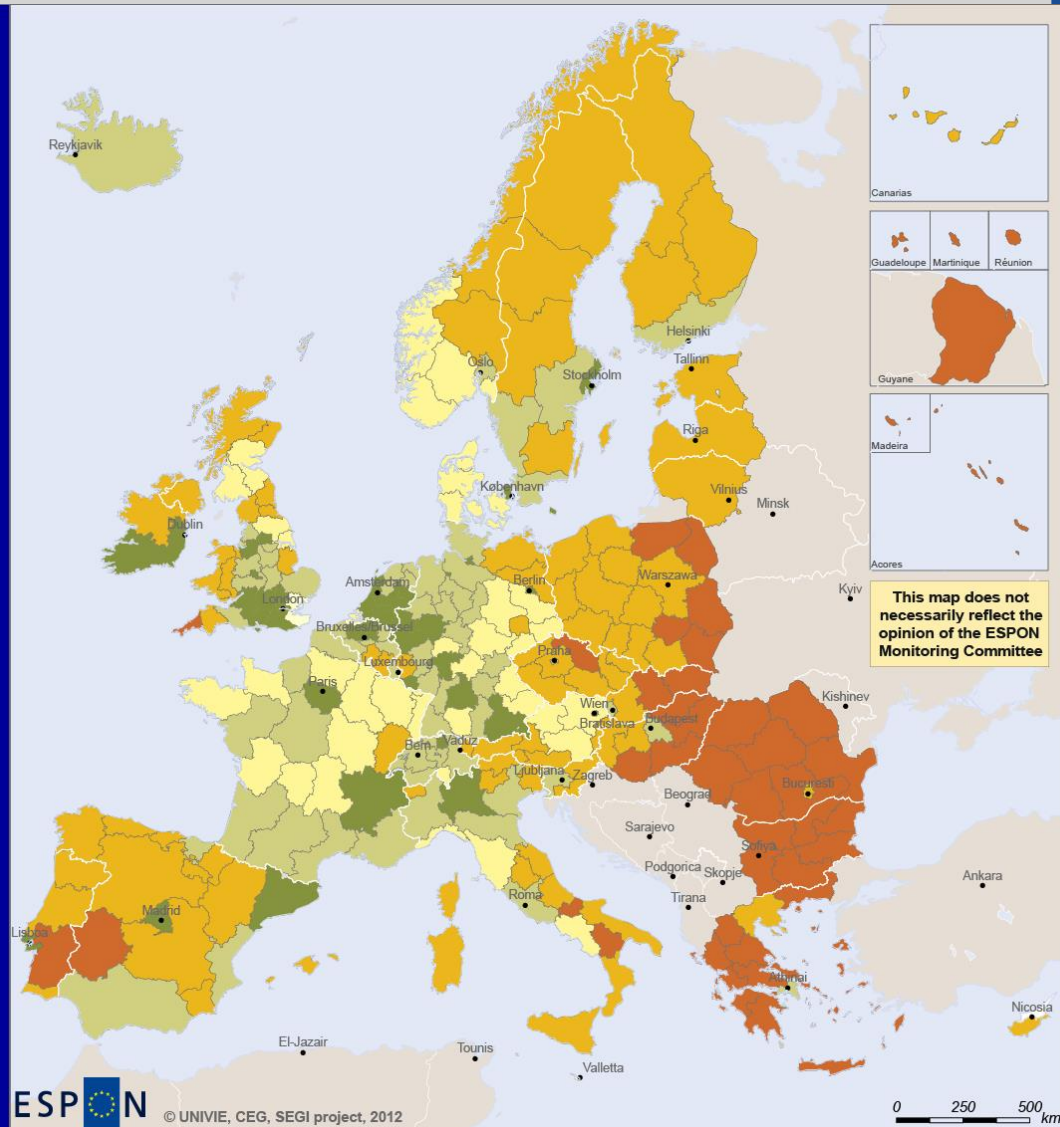 Canarias
Reykjavik
Guadeloupe
Martinique
Réunion
Guyane
Helsinki
Oslo
Tallinn
Stockholm
Madeira
Riga
København
Vilnius
Minsk
Acores
Dublin
Berlin
Warszawa
Amsterdam
London
Kyiv
This map does not
necessarily reflect the
opinion of the ESPON
Monitoring Committee
Bruxelles/Brussel
Luxembourg
Praha
Paris
Kishinev
Wien
Bratislava
Budapest
Bern
Vaduz
Ljubljana
Zagreb
Bucuresti
Beograd
Sarajevo
Sofiya
Podgorica
Skopje
Ankara
Roma
Tirana
Madrid
Lisboa
Athinai
Nicosia
El-Jazair
Tounis
Valletta
ESPON
© UNIVIE, CEG, SEGI project, 2012
0 250 500
km